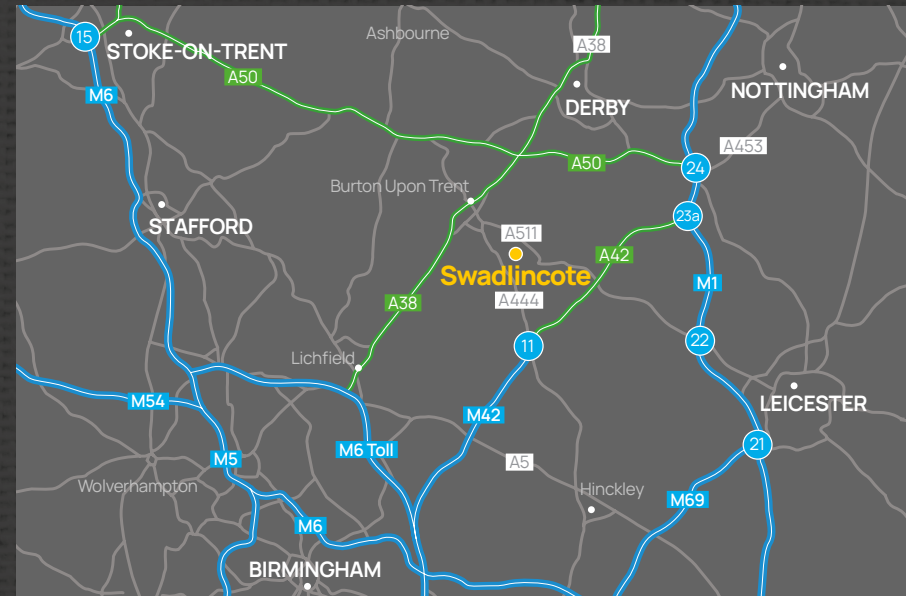 Ashbourne
15
STOKE-ON-TRENT
A38
A50
M6
NOTTINGHAM
DERBY
A453
A50
24
Burton Upon Trent
23a
STAFFORD
A511
A42
Swadlincote
M1
A38
A444
22
11
Lichfield
M54
LEICESTER
M42
M6 Toll
21
M5
A5
Wolverhampton
Hinckley
M69
M6
BIRMINGHAM